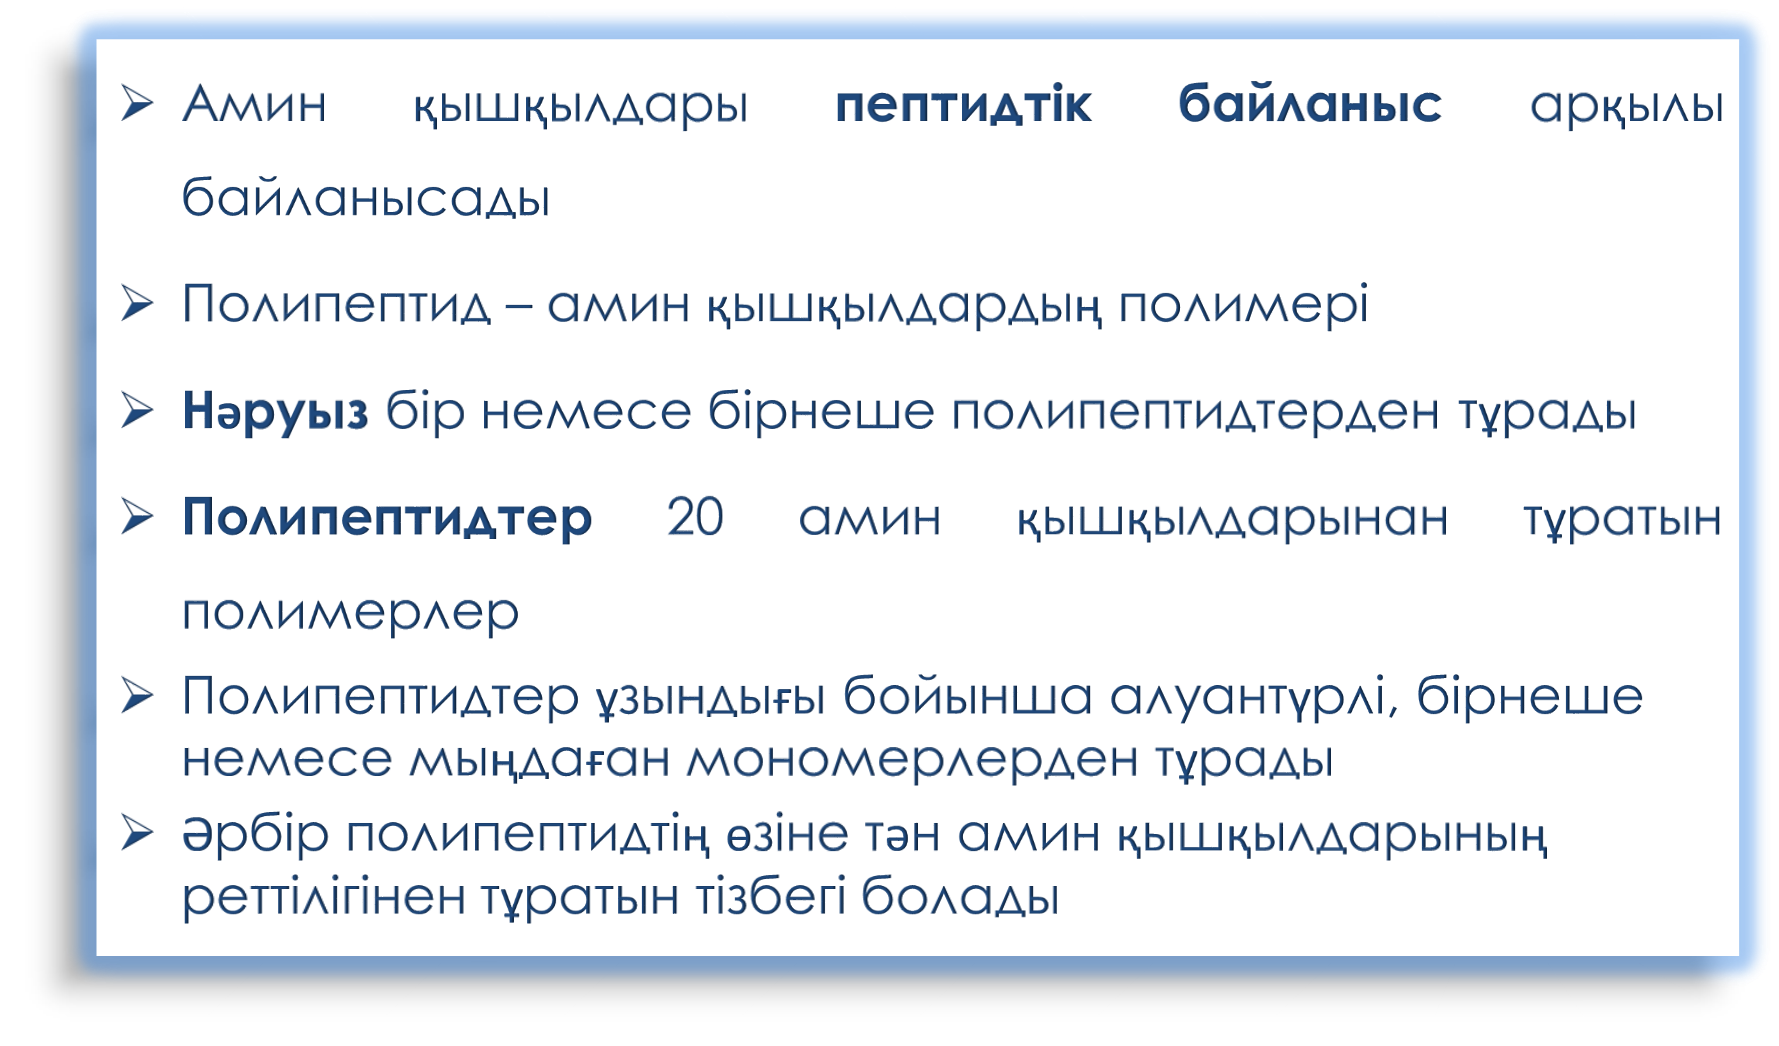 ➢ Амин қышқылдары пептидтік байланыс арқылы
байланысады
➢ Полипептид – амин қышқылдардың полимері
➢ Нәруыз бір немесе бірнеше полипептидтерден тұрады
➢ Полипептидтер 20 амин қышқылдарынан тұратын
полимерлер
➢ Полипептидтер ұзындығы бойынша алуантүрлі, бірнеше
немесе мыңдаған мономерлерден тұрады
➢ Әрбір полипептидтің өзіне тән амин қышқылдарының
реттілігінен тұратын тізбегі болады